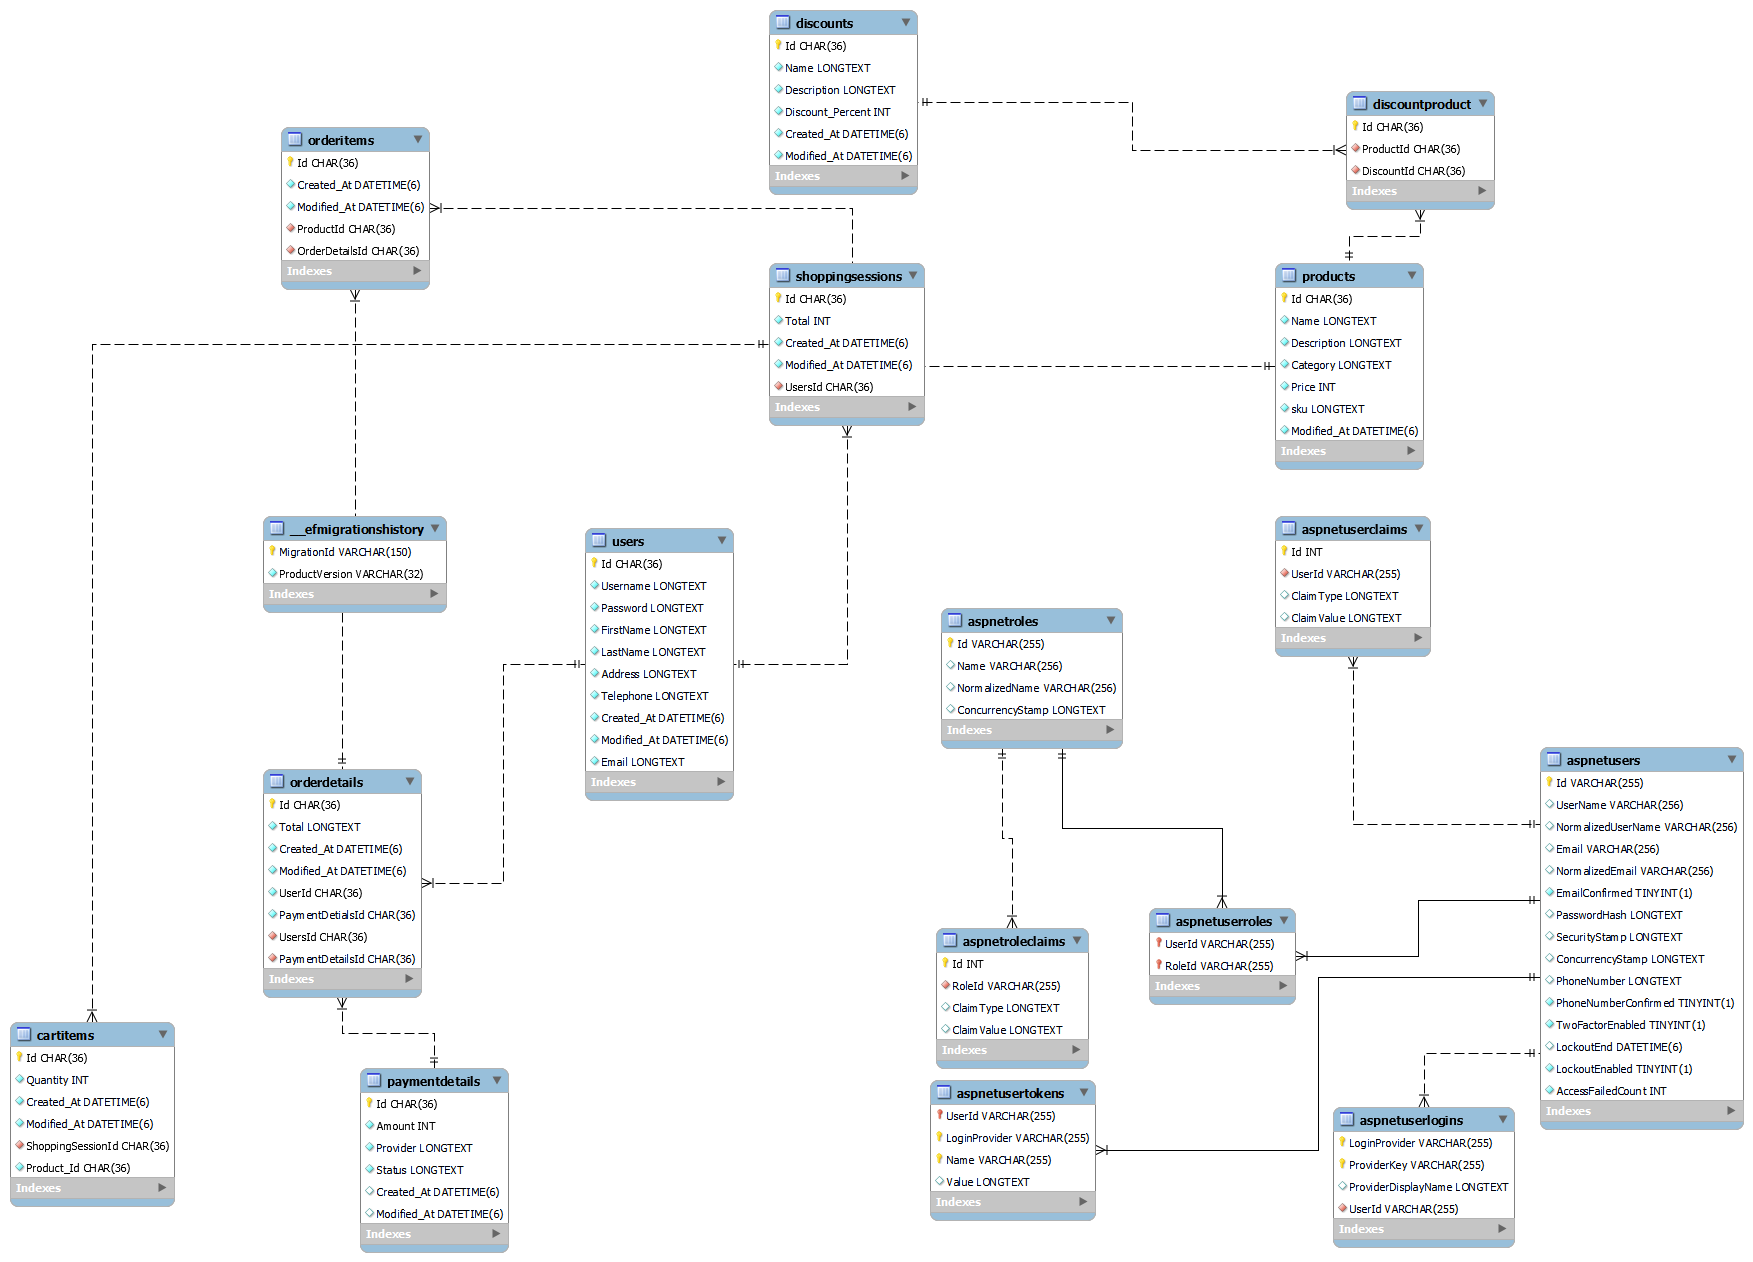 discounts
Id CHAR(36)
Name LONGTEXT
Description LONGTEXT
Discount_Percent INT
Created_At DATETIME(6)
Modified_At DATETIME(6)
Indexes
discountproduct
Id CHAR(36)
ProductId CHAR(36)
DiscountId CHAR(36)
Indexes
orderitems
Id CHAR(36)
Created_At DATETIME(6)
Modified_At DATETIME(6)
ProductId CHAR(36)
OrderDetailsId CHAR(36)
Indexes
shoppingsessions
Id CHAR(36)
Total INT
Created_At DATETIME(6)
Modified_At DATETIME(6)
UsersId CHAR(36)
Indexes
products
Id CHAR(36)
Name LONGTEXT
Description LONGTEXT
Category LONGTEXT
Price INT
sku LONGTEXT
Modified_At DATETIME(6)
Indexes
__efmigrationshistory
MigrationId VARCHAR(150)
ProductVersion VARCHAR(32)
Indexes
users
Id CHAR(36)
Username LONGTEXT
Password LONGTEXT
FirstName LONGTEXT
LastName LONGTEXT
Address LONGTEXT
Telephone LONGTEXT
Created_At DATETIME(6)
Modified_At DATETIME(6)
Email LONGTEXT
Indexes
aspnetuserclaims
Id INT
UserId VARCHAR(255)
ClaimType LONGTEXT
ClaimValue LONGTEXT
Indexes
aspnetroles
Id VARCHAR(255)
Name VARCHAR(256)
NormalizedName VARCHAR(256)
ConcurrencyStamp LONGTEXT
Indexes
aspnetusers
Id VARCHAR(255)
UserName VARCHAR(256)
NormalizedUserName VARCHAR(256)
Email VARCHAR(256)
NormalizedEmail VARCHAR(256)
EmailConfirmed TINYINT(1)
PasswordHash LONGTEXT
SecurityStamp LONGTEXT
ConcurrencyStamp LONGTEXT
PhoneNumber LONGTEXT
PhoneNumberConfirmed TINYINT(1)
TwoFactorEnabled TINYINT(1)
LockoutEnd DATETIME(6)
LockoutEnabled TINYINT(1)
AccessFailedCount INT
Indexes
orderdetails
Id CHAR(36)
Total LONGTEXT
Created_At DATETIME(6)
Modified_At DATETIME(6)
UserId CHAR(36)
PaymentDetialsId CHAR(36)
UsersId CHAR(36)
PaymentDetailsId CHAR(36)
Indexes
aspnetuserroles
UserId VARCHAR(255)
RoleId VARCHAR(255)
Indexes
aspnetroleclaims
Id INT
RoleId VARCHAR(255)
ClaimType LONGTEXT
ClaimValue LONGTEXT
Indexes
cartitems
Id CHAR(36)
Quantity INT
Created_At DATETIME(6)
Modified_At DATETIME(6)
ShoppingSessionId CHAR(36)
Product_Id CHAR(36)
Indexes
paymentdetails
Id CHAR(36)
Amount INT
Provider LONGTEXT
Status LONGTEXT
Created_At DATETIME(6)
Modified_At DATETIME(6)
Indexes
aspnetusertokens
UserId VARCHAR(255)
LoginProvider VARCHAR(255)
Name VARCHAR(255)
Value LONGTEXT
Indexes
aspnetuserlogins
LoginProvider VARCHAR(255)
ProviderKey VARCHAR(255)
ProviderDisplayName LONGTEXT
UserId VARCHAR(255)
Indexes